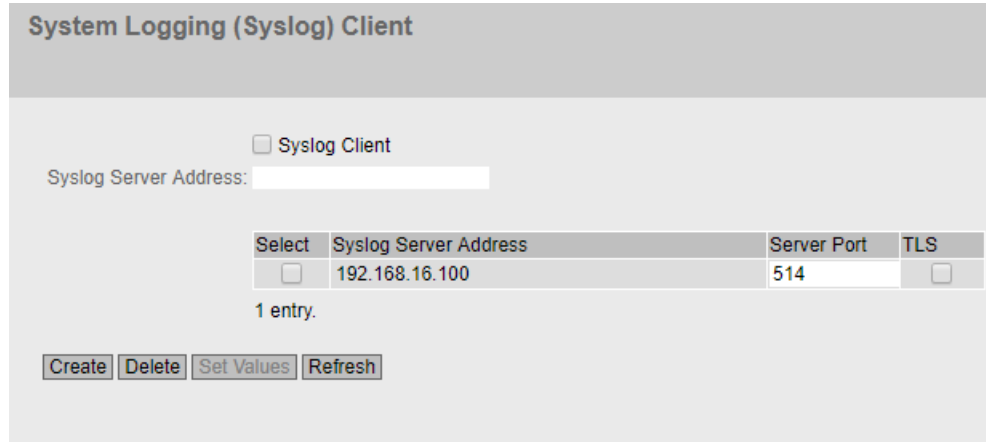 System Logging (Syslog) Client
Syslog Client
Syslog Server Address:
Select Syslog Server Address Server Port TLS
192.168.16.100 514
1 entry.
Create Delete Set Values Refresh